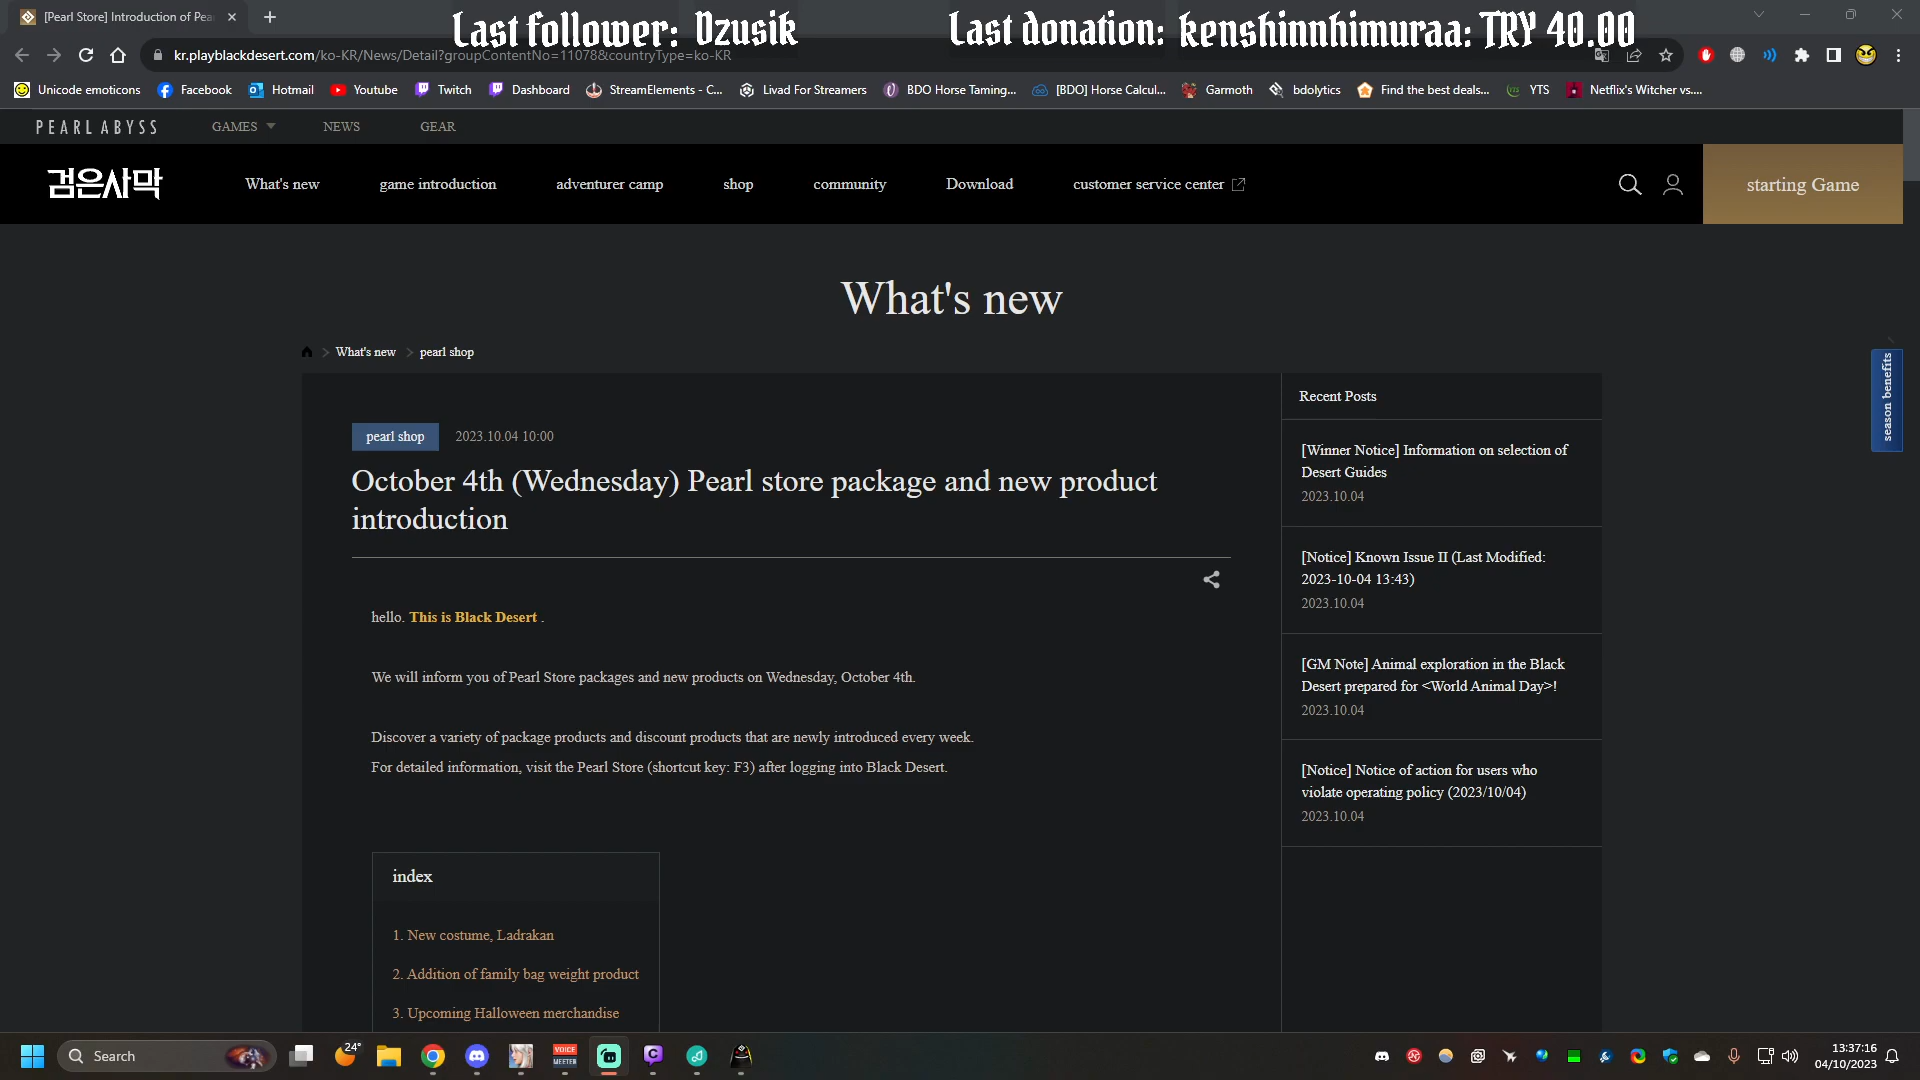 [Pearl Store] Introduction of Pea
Last follower: Dzusik
Last donation: kenshinnhimuraa: TRY 40.00
kr.playblackdesert.com/ko-KR/News/Detail?groupContentNo=11078&countryType=ko-KR
Unicode emoticons
Facebook
Hotmail
Youtube
Twitch
Dashboard
StreamElements - C...
Livad For Streamers
BDO Horse Taming...
[BDO] Horse Calcul...
Garmoth
bdolytics
Find the best deals...
YTS
Netflix's Witcher vs....
PEARL ABYSS
GAMES
NEWS
GEAR
검은사막
What's new
game introduction
adventurer camp
shop
community
Download
customer service center
starting Game
What's new
What's new
pearl shop
season benefits
pearl shop
2023.10.04 10:00
October 4th (Wednesday) Pearl store package and new product
introduction
hello. This is Black Desert .
We will inform you of Pearl Store packages and new products on Wednesday, October 4th.
Discover a variety of package products and discount products that are newly introduced every week.
For detailed information, visit the Pearl Store (shortcut key: F3) after logging into Black Desert.
index
1. New costume, Ladrakan
2. Addition of family bag weight product
3. Upcoming Halloween merchandise
Recent Posts
[Winner Notice] Information on selection of
Desert Guides
2023.10.04
[Notice] Known Issue II (Last Modified:
2023-10-04 13:43)
2023.10.04
[GM Note] Animal exploration in the Black
Desert prepared for <World Animal Day>!
2023.10.04
[Notice] Notice of action for users who
violate operating policy (2023/10/04)
2023.10.04
Search
24°
VOICE
MEETER
13:37:16
04/10/2023